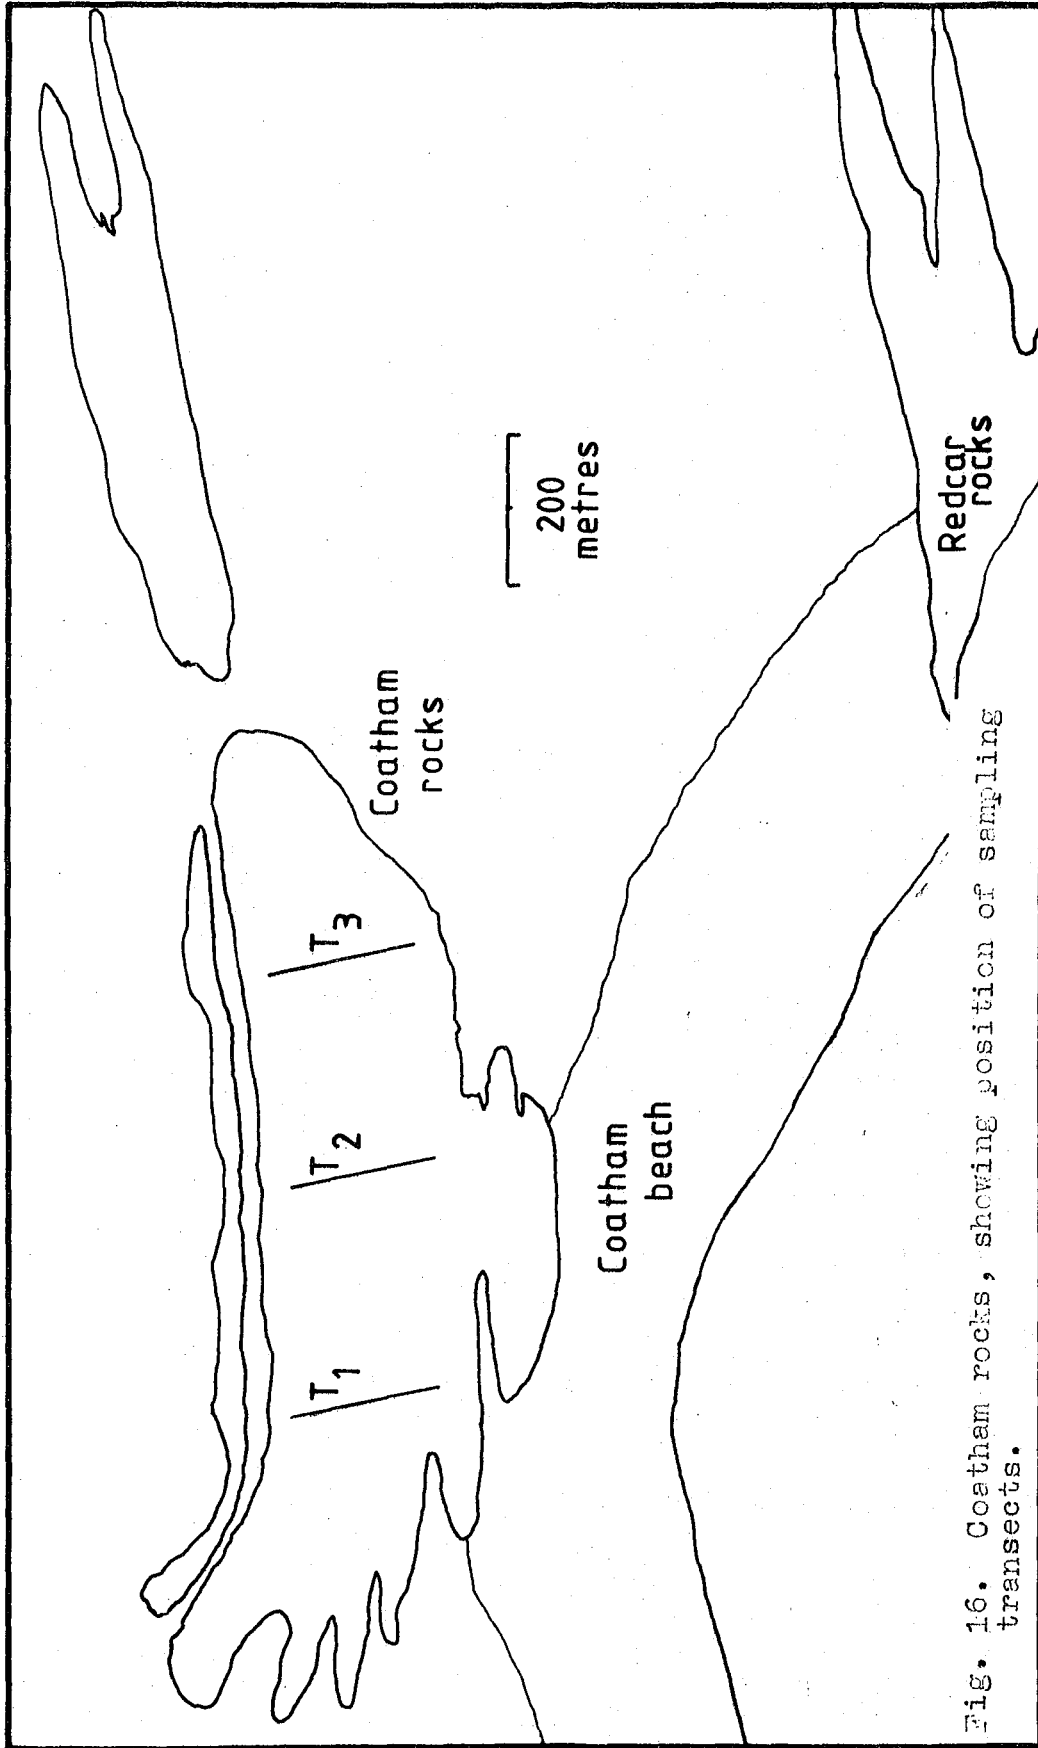 Coatham
rocks
T1
T2
T3
200
metres
Coatham
beach
Redcar
rocks
Fig. 16. Coatham rocks, showing position of sampling
transects.